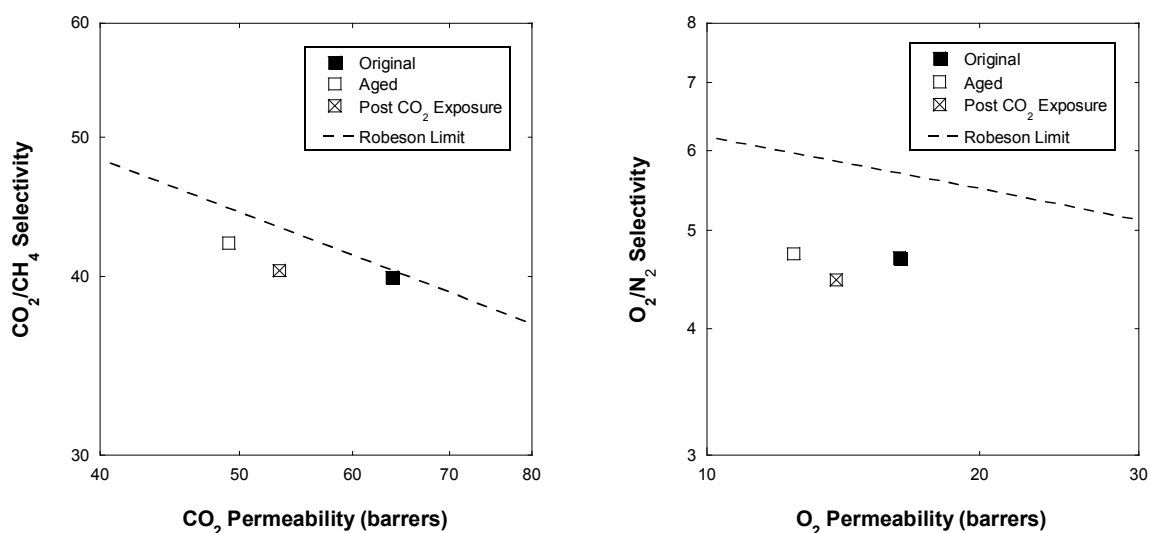 60
50
40
30
CO2/CH4 Selectivity
Original
Aged
Post CO2 Exposure
Robeson Limit
40 50 60 70 80
CO2 Permeability (barrers)
8
7
6
5
4
3
O2/N2 Selectivity
Original
Aged
Post CO2 Exposure
Robeson Limit
10 20 30
O2 Permeability (barrers)